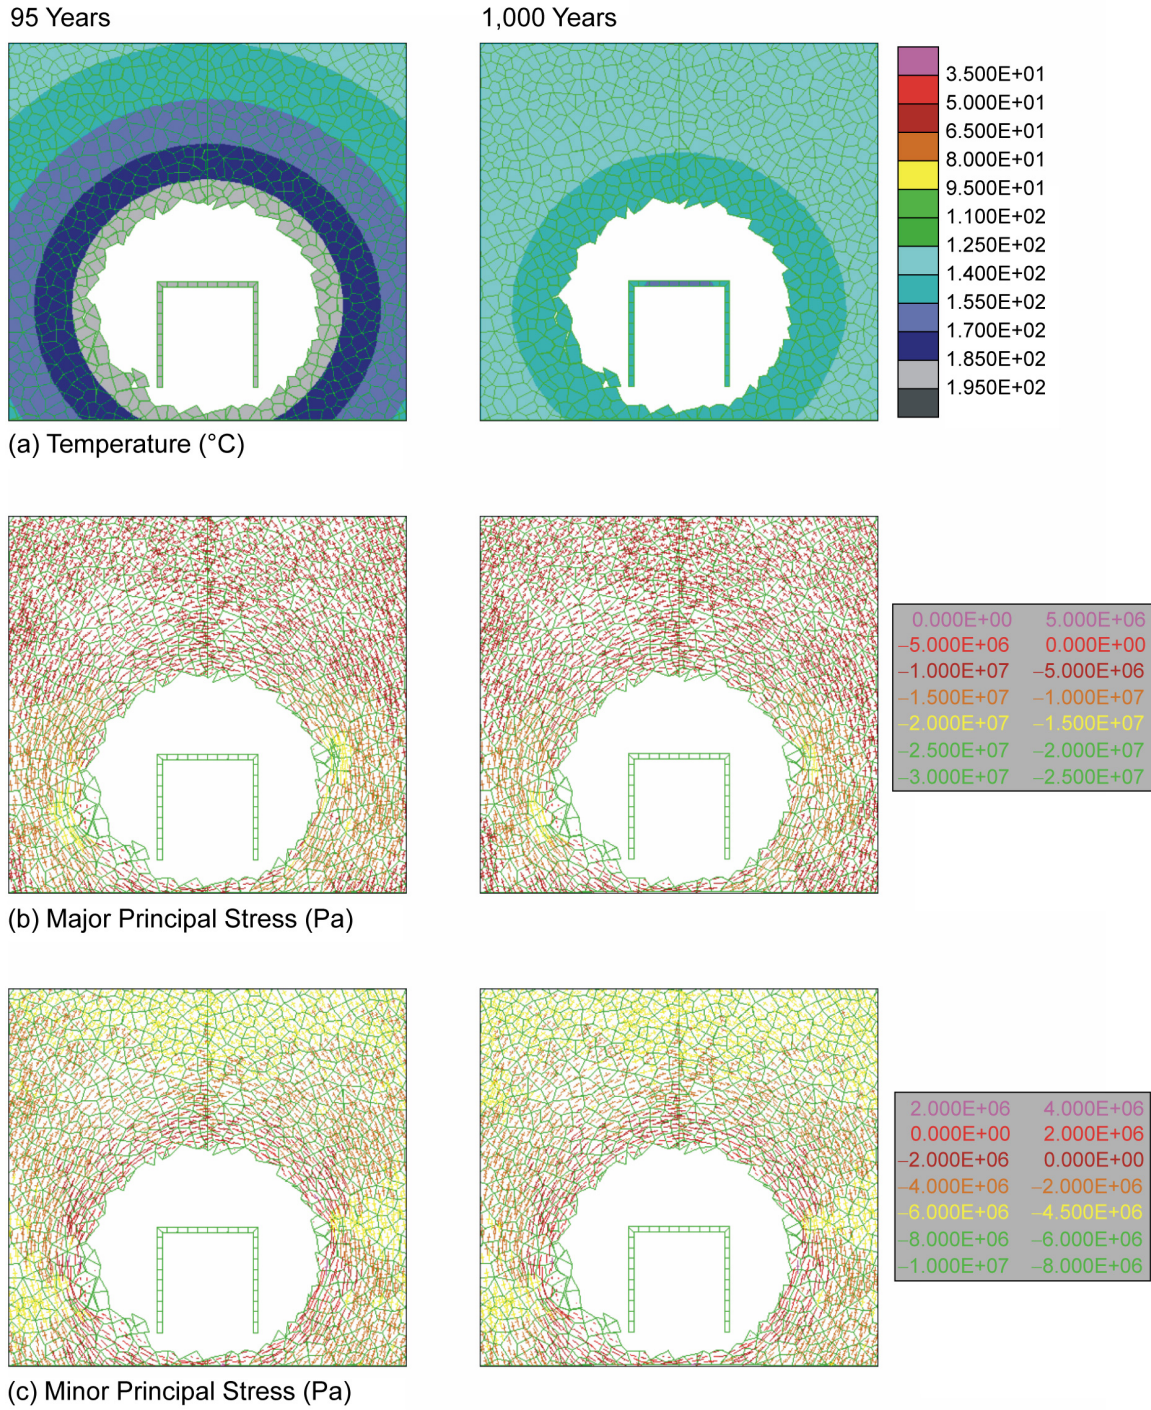 95 Years
1,000 Years
3.500E+01
5.000E+01
6.500E+01
8.000E+01
9.500E+01
1.100E+02
1.250E+02
1.400E+02
1.550E+02
1.700E+02
1.850E+02
1.950E+02
(a) Temperature (°C)
0.000E+00 5.000E+06
−5.000E+06 0.000E+00
−1.000E+07 −5.000E+06
−1.500E+07 −1.000E+07
−2.000E+07 −1.500E+07
−2.500E+07 −2.000E+07
−3.000E+07 −2.500E+07
(b) Major Principal Stress (Pa)
2.000E+06 4.000E+06
0.000E+00 2.000E+06
−2.000E+06 0.000E+00
−4.000E+06 −2.000E+06
−6.000E+06 −4.500E+06
−8.000E+06 −6.000E+06
−1.000E+07 −8.000E+06
(c) Minor Principal Stress (Pa)